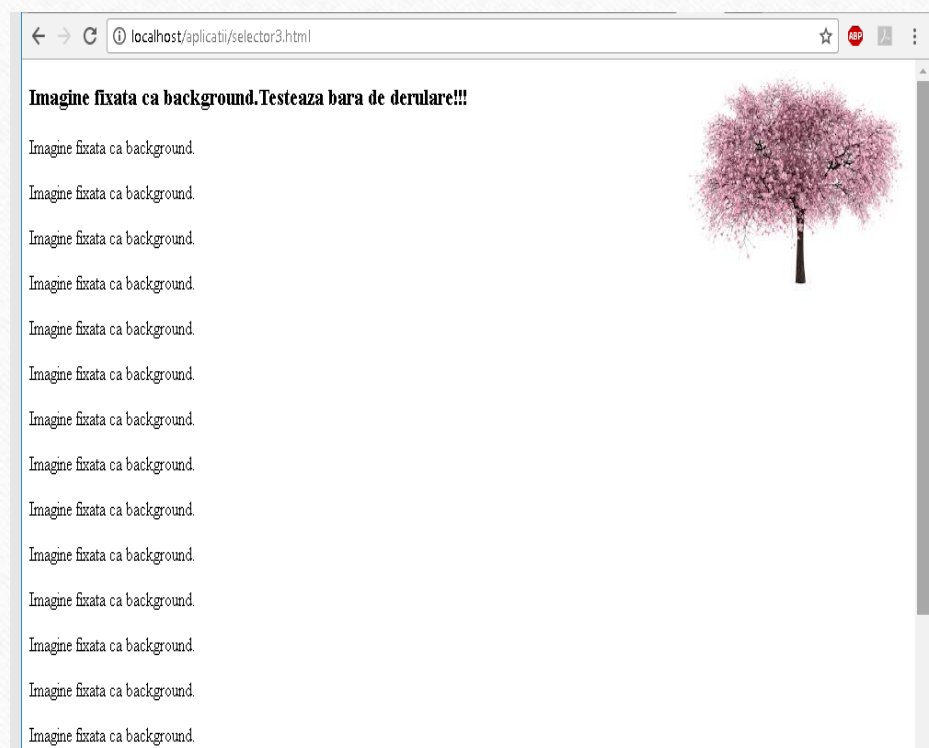 localhost/aplicatii/selector3.html
ABP
Imagine fixata ca background.Testeaza bara de derulare!!!
Imagine fixata ca background.
Imagine fixata ca background.
Imagine fixata ca background.
Imagine fixata ca background.
Imagine fixata ca background.
Imagine fixata ca background.
Imagine fixata ca background.
Imagine fixata ca background.
Imagine fixata ca background.
Imagine fixata ca background.
Imagine fixata ca background.
Imagine fixata ca background.
Imagine fixata ca background.
Imagine fixata ca background.